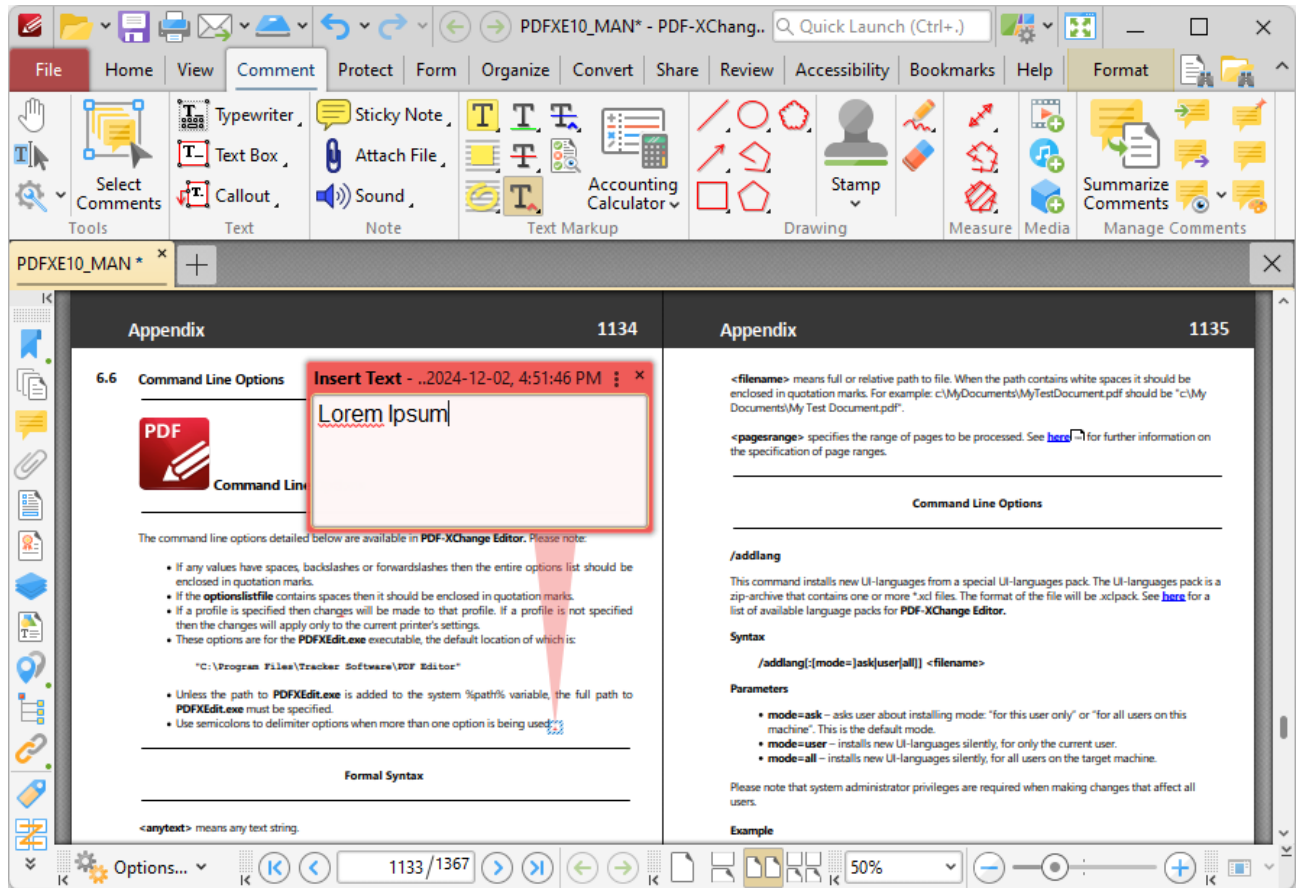 PDFXE10_MAN* - PDF-XChang..
Quick Launch (Ctrl+.)
File Home View Comment Protect Form Organize Convert Share Review Accessibility Bookmarks Help Format
Select
Comments
Tools
Typewriter
Text Box
Callout
Text
Sticky Note
Attach File
Sound
Note
Accounting
Calculator
Text Markup
Drawing
Stamp
Measure
Media
Summarize
Comments
Manage Comments
PDFXE10_MAN *
Appendix 1134
6.6 Command Line Options
Insert Text - ..2024-12-02, 4:51:46 PM
Lorem Ipsum
PDF
Command Line
The command line options detailed below are available in PDF-XChange Editor. Please note:
• If any values have spaces, backslashes or forwardslashes then the entire options list should be
enclosed in quotation marks.
• If the optionslistfile contains spaces then it should be enclosed in quotation marks.
• If a profile is specified then changes will be made to that profile. If a profile is not specified
then the changes will apply only to the current printer's settings.
• These options are for the PDFXEdit.exe executable, the default location of which is:
"C:\Program Files\Tracker Software\PDF Editor"
• Unless the path to PDFXEdit.exe is added to the system %path% variable, the full path to
PDFXEdit.exe must be specified.
• Use semicolons to delimiter options when more than one option is being used
Formal Syntax
<anytext> means any text string.
Appendix 1135
<filename> means full or relative path to file. When the path contains white spaces it should be
enclosed in quotation marks. For example: c:\MyDocuments\MyTestDocument.pdf should be "c:\My
Documents\My Test Document.pdf".
<pagesrange> specifies the range of pages to be processed. See here for further information on
the specification of page ranges.
Command Line Options
/addlang
This command installs new UI-languages from a special UI-languages pack. The UI-languages pack is a
zip-archive that contains one or more *.xcl files. The format of the file will be .xclpack. See here for a
list of available language packs for PDF-XChange Editor.
Syntax
/addlang[:[mode=]ask|user|all]] <filename>
Parameters
• mode=ask – asks user about installing mode: "for this user only" or "for all users on this
machine". This is the default mode.
• mode=user – installs new UI-languages silently, for only the current user.
• mode=all – installs new UI-languages silently, for all users on the target machine.
Please note that system administrator privileges are required when making changes that affect all
users.
Example
Options...
1133 /1367
50%